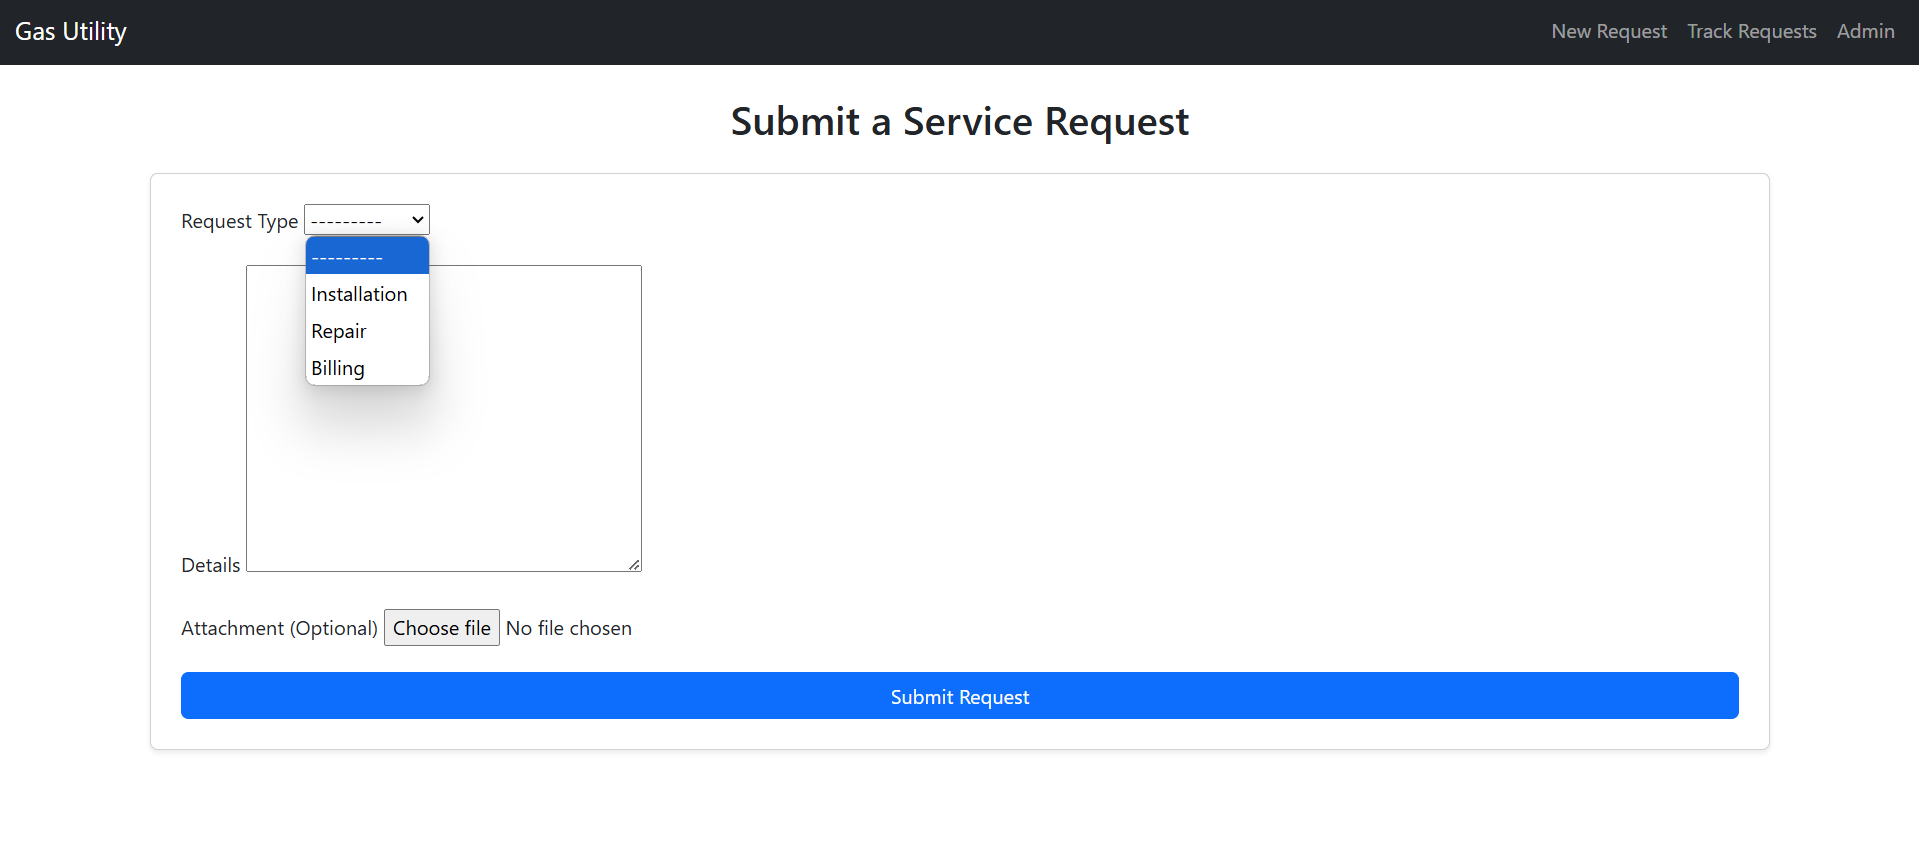 Gas Utility
New Request Track Requests Admin
Submit a Service Request
Request Type ---------
---------
Installation
Repair
Billing
Details
Attachment (Optional) Choose file No file chosen
Submit Request